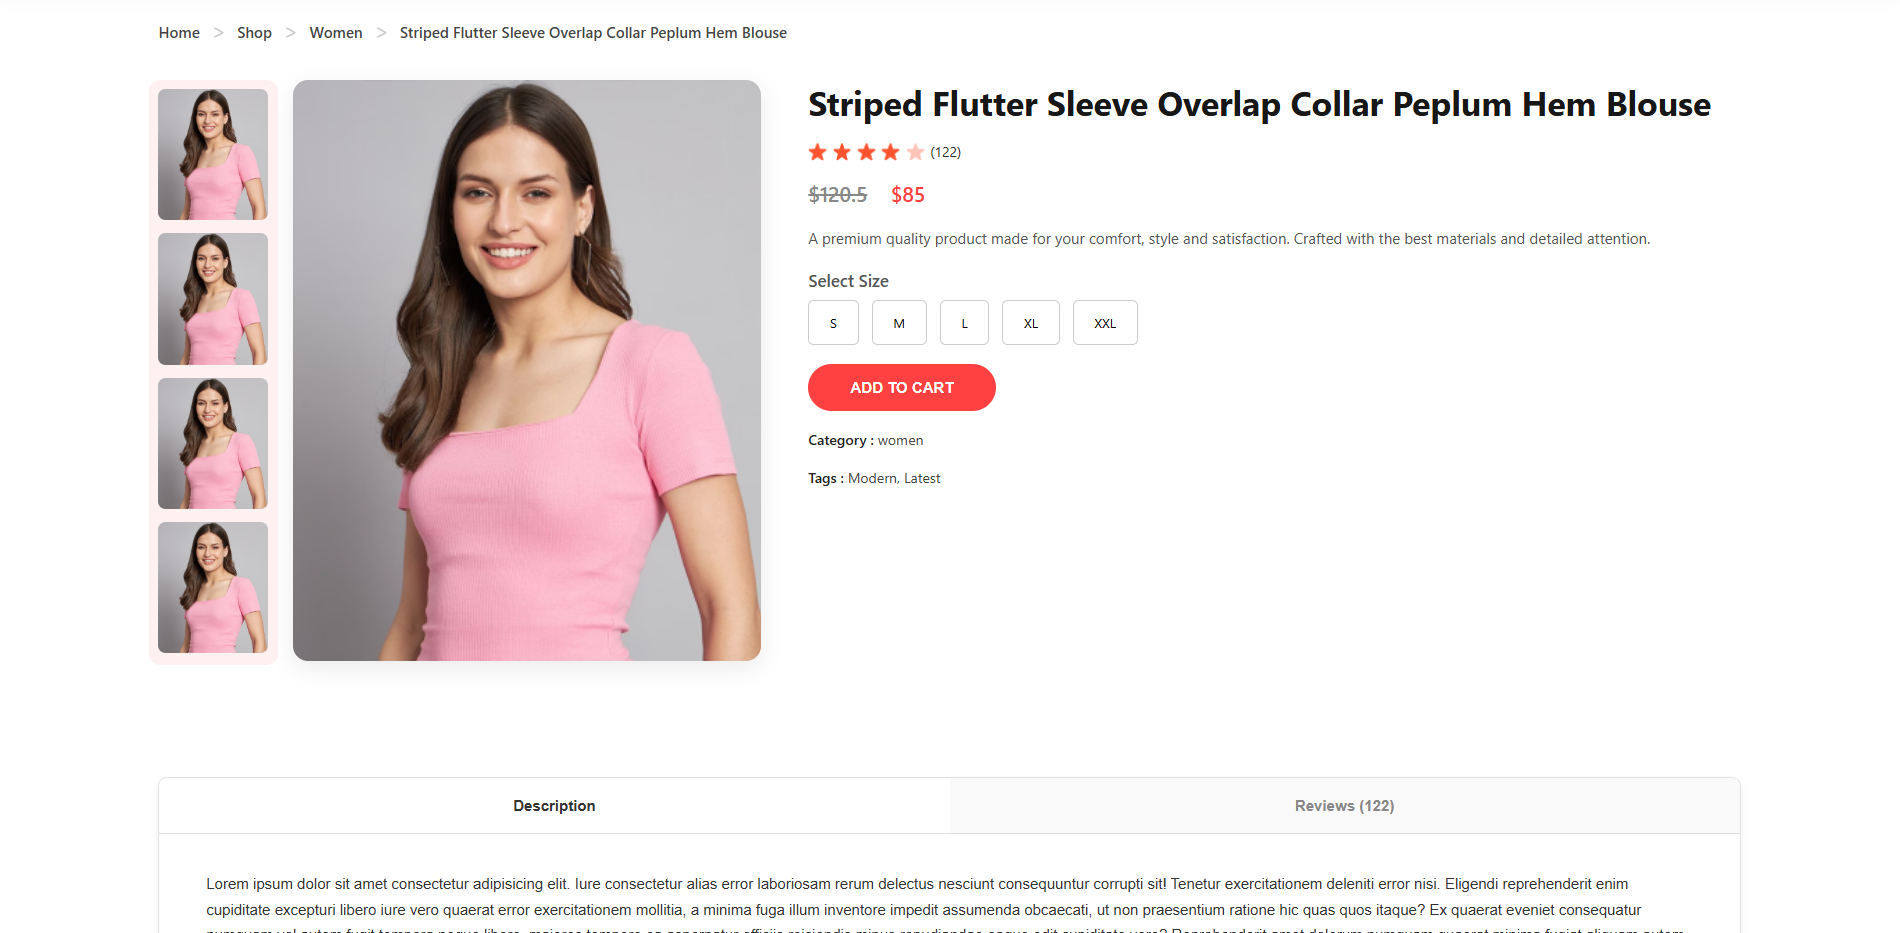 Home > Shop > Women > Striped Flutter Sleeve Overlap Collar Peplum Hem Blouse
Striped Flutter Sleeve Overlap Collar Peplum Hem Blouse
(122)
$120.5 $85
A premium quality product made for your comfort, style and satisfaction. Crafted with the best materials and detailed attention.
Select Size
S M L XL XXL
ADD TO CART
Category : women
Tags : Modern, Latest
Description Reviews (122)
Lorem ipsum dolor sit amet consectetur adipisicing elit. Iure consectetur alias error laboriosam rerum delectus nesciunt consequuntur corrupti sit! Tenetur exercitationem deleniti error nisi. Eligendi reprehenderit enim
cupiditate excepturi libero iure vero quaerat error exercitationem mollitia, a minima fuga illum inventore impedit assumenda obcaecati, ut non praesentium ratione hic quas quos itaque? Ex quaerat eveniet consequatur